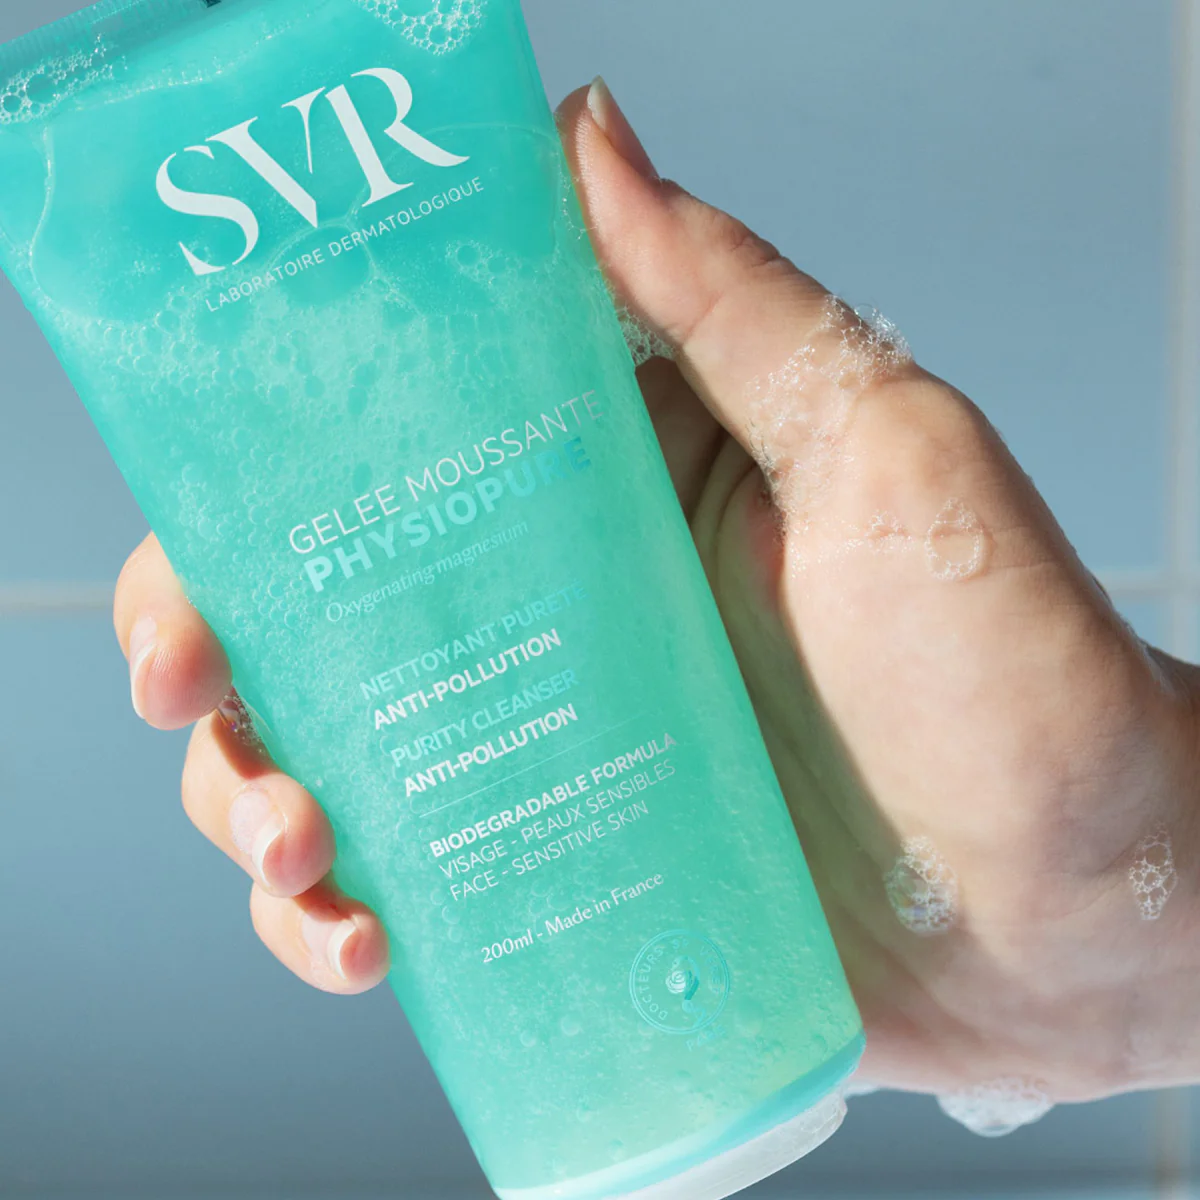 SVR
LABORATOIRE DERMATOLOGIQUE
GELEE MOUSSANTE
PHYSIOPURE
Oxygenating magnesium
NETTOYANT PURETE
ANTI-POLLUTION
PURITY CLEANSER
ANTI-POLLUTION
BIODEGRADABLE FORMULA
VISAGE - PEAUX SENSIBLES
FACE - SENSITIVE SKIN
200ml - Made in France
DOCTEURS